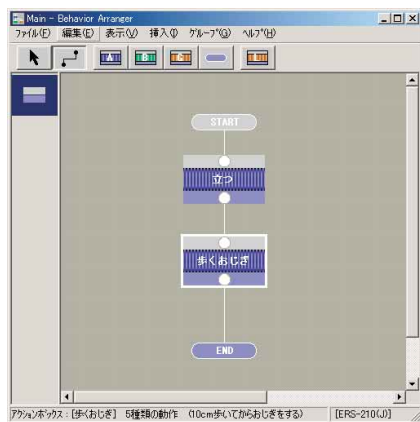 Main - Behavior Arranger
ファイル(F) 編集(E) 表示(V) 挿入(I) グループ(G) ヘルプ(H)
A B C L
START
立つ
歩くおじぎ
END
アクションボックス:[歩くおじぎ] 5種類の動作 (10cm歩いてからおじぎをする) [ERS-210(J)]